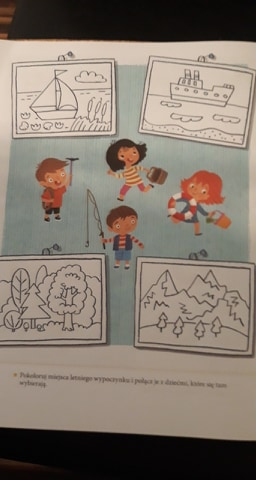 Pokoloruj miejsca letniego wypoczynku i połącz je z dziećmi, które się tam
wybierają.